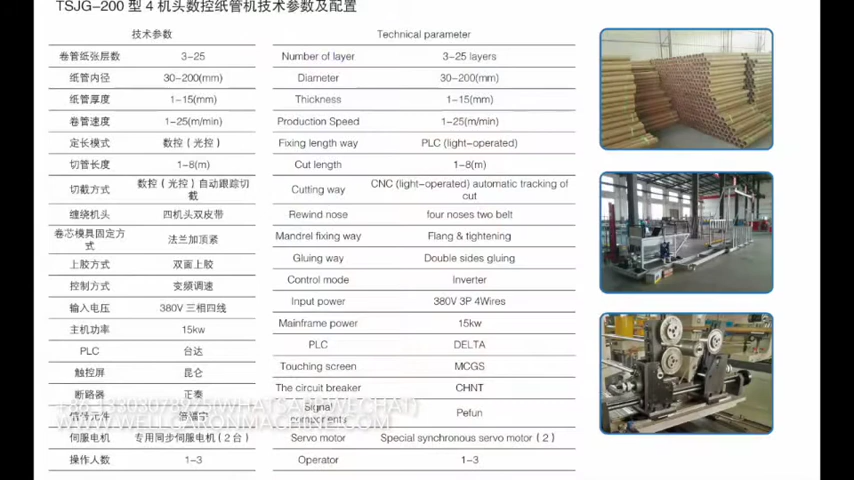 TSJG-200 型 4 机头数控纸管机技术参数及配置
技术参数
卷管纸张层数 3-25
纸管内径 30-200(mm)
纸管厚度 1-15(mm)
卷管速度 1-25(m/min)
定长模式 数控（光控）
切管长度 1-8(m)
切截方式 数控（光控）自动跟踪切
截
缠绕机头 四机头双皮带
卷芯模具固定方
式 法兰加顶紧
上胶方式 双面上胶
控制方式 变频调速
输入电压 380V 三相四线
主机功率 15kw
PLC 台达
触控屏 昆仑
断路器 正泰
信号元件 倍福宁
伺服电机 专用同步伺服电机(2台)
操作人数 1-3
Technical parameter
Number of layer 3-25 layers
Diameter 30-200(mm)
Thickness 1-15(mm)
Production Speed 1-25(m/min)
Fixing length way PLC (light-operated)
Cut length 1-8(m)
Cutting way CNC (light-operated) automatic tracking of
cut
Rewind nose four noses two belt
Mandrel fixing way Flang & tightening
Gluing way Double sides gluing
Control mode Inverter
Input power 380V 3P 4Wires
Mainframe power 15kw
PLC DELTA
Touching screen MCGS
The circuit breaker CHNT
Signal
components Pefun
Servo motor Special synchronous servo motor (2)
Operator 1-3
WWW.WELLCARONMACHINE.COM